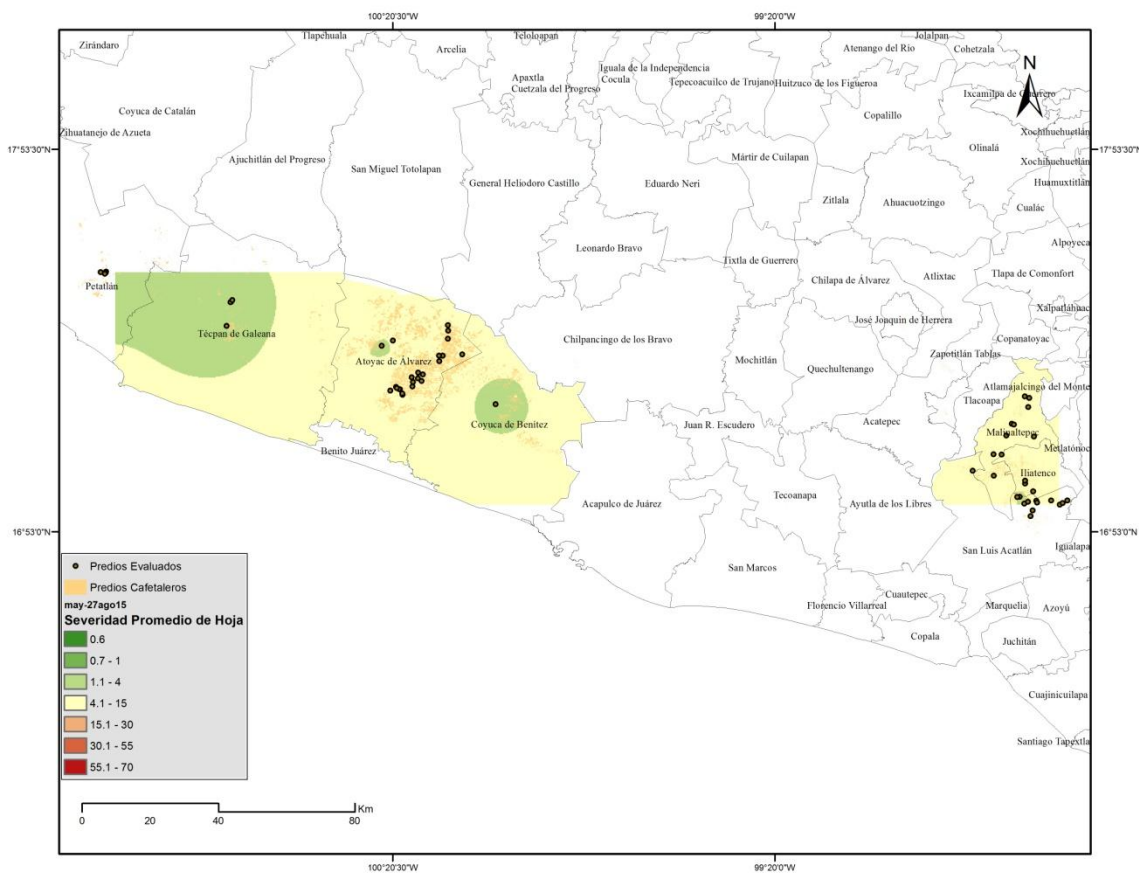 100°20'30"W
99°20'0"W
Zirándaro
Tlapehuala
Arcelia
Teloloapan
Iguala de la Independencia
Cocula
Tepecoacuilco de Trujano
Huitzuco de los Figueroa
Atenango del Río
Jolalpan
Cohetzala
N
Apaxtla
Cuetzala del Progreso
Coyuca de Catalán
Ixcamilpa de Guerrero
Copalillo
Zihuatanejo de Azueta
Xochihuehuetlán
17°53'30"N
17°53'30"N
Olinalá
Ajuchitlán del Progreso
San Miguel Totolapan
Mártir de Cuilapan
Xochihuehuetlán
General Heliodoro Castillo
Eduardo Neri
Huamuxtitlán
Zitlala
Ahuacuotzingo
Cualác
Leonardo Bravo
Alpoyeca
Tixtla de Guerrero
Chilapa de Álvarez
Atlixtac
Tlapa de Comonfort
Petatlán
Xalpatláhuac
José Joaquin de Herrera
Técpan de Galeana
Chilpancingo de los Bravo
Copanatoyac
Atoyac de Álvarez
Mochitlán
Zapotitlán Tablas
Quechultenango
Atlamajalcingo del Monte
Tlacoapa
Coyuca de Benítez
Juan R. Escudero
Acatepec
Malinaltepec
Benito Juárez
Metlatónoc
Iliatenco
Tecoanapa
Acapulco de Juárez
Ayutla de los Libres
16°53'0"N
16°53'0"N
San Luis Acatlán
Igualapa
San Marcos
Cuautepec
Florencio Villarreal
Marquelia
Azoyú
Copala
Juchitán
Cuajinicuilapa
Santiago Tapextla
Predios Evaluados
Predios Cafetaleros
may-27ago15
Severidad Promedio de Hoja
0.6
0.7 - 1
1.1 - 4
4.1 - 15
15.1 - 30
30.1 - 55
55.1 - 70
Km
0 20 40 80
100°20'30"W
99°20'0"W